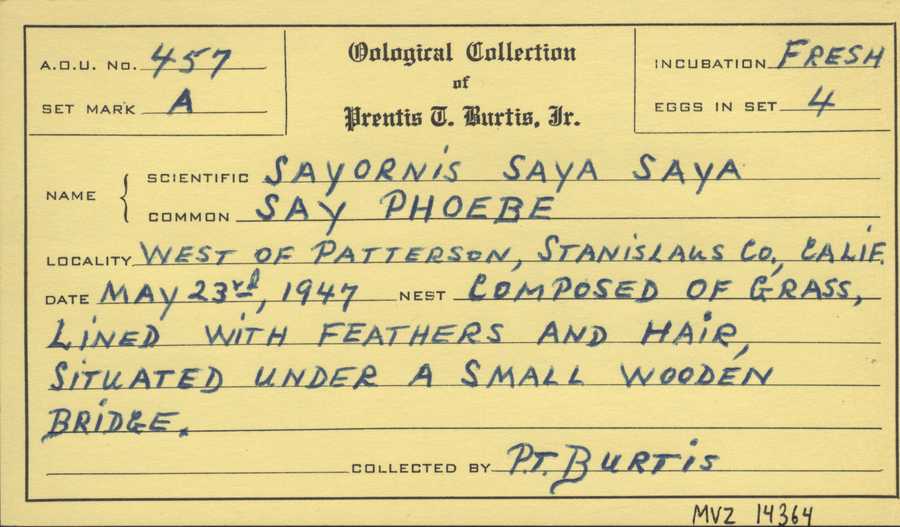 A.O.U. No. 457
SET MARK A
Oological Collection
of
Prentis T. Burtis, Jr.
INCUBATION FRESH
EGGS IN SET 4
NAME
SCIENTIFIC SAYORNIS SAYA SAYA
COMMON SAY PHOEBE
LOCALITY WEST OF PATTERSON, STANISLAUS CO., CALIF.
DATE MAY 23rd, 1947 NEST COMPOSED OF GRASS,
LINED WITH FEATHERS AND HAIR,
SITUATED UNDER A SMALL WOODEN
BRIDGE.
COLLECTED BY P.T. BURTIS
MVZ 14364